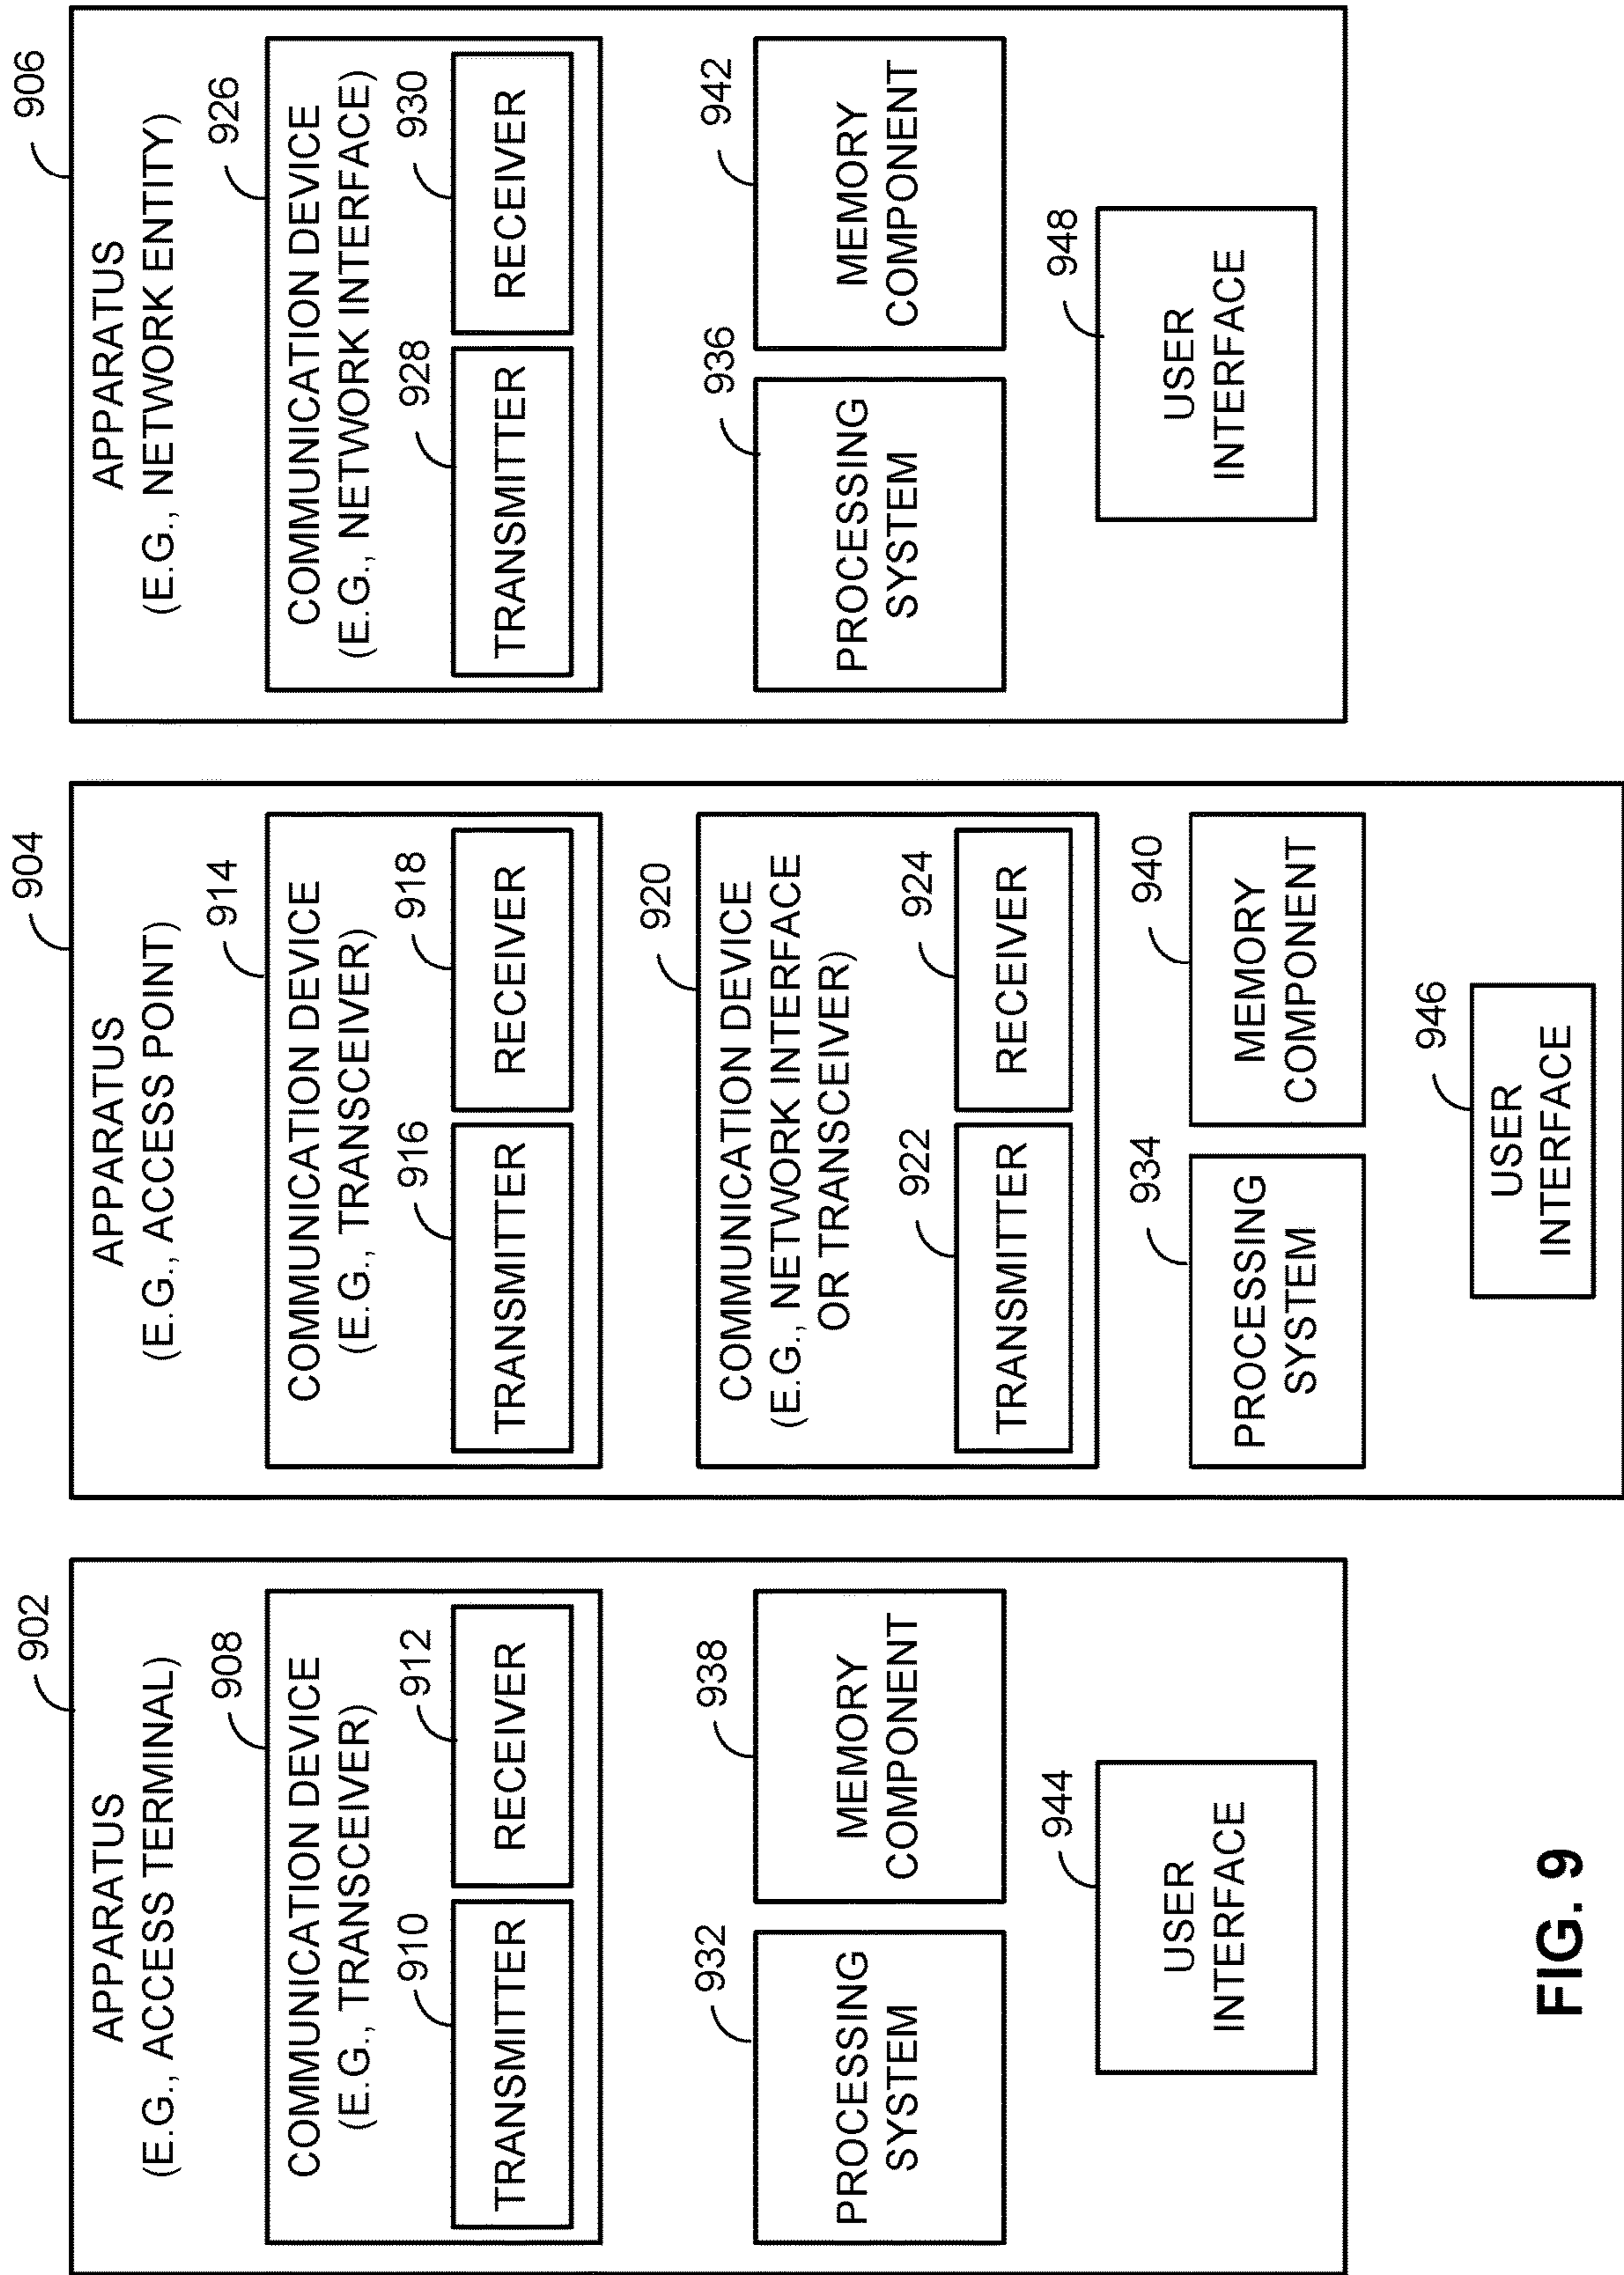 902
APPARATUS
(E.G., ACCESS TERMINAL)
908
COMMUNICATION DEVICE
(E.G., TRANSCEIVER)
910
912
TRANSMITTER
RECEIVER
932
938
PROCESSING
SYSTEM
MEMORY
COMPONENT
944
USER
INTERFACE
904
APPARATUS
(E.G., ACCESS POINT)
914
COMMUNICATION DEVICE
(E.G., TRANSCEIVER)
916
918
TRANSMITTER
RECEIVER
920
COMMUNICATION DEVICE
(E.G., NETWORK INTERFACE
OR TRANSCEIVER)
922
924
TRANSMITTER
RECEIVER
934
940
PROCESSING
SYSTEM
MEMORY
COMPONENT
946
USER
INTERFACE
906
APPARATUS
(E.G., NETWORK ENTITY)
926
COMMUNICATION DEVICE
(E.G., NETWORK INTERFACE)
928
930
TRANSMITTER
RECEIVER
936
942
PROCESSING
SYSTEM
MEMORY
COMPONENT
948
USER
INTERFACE
FIG. 9